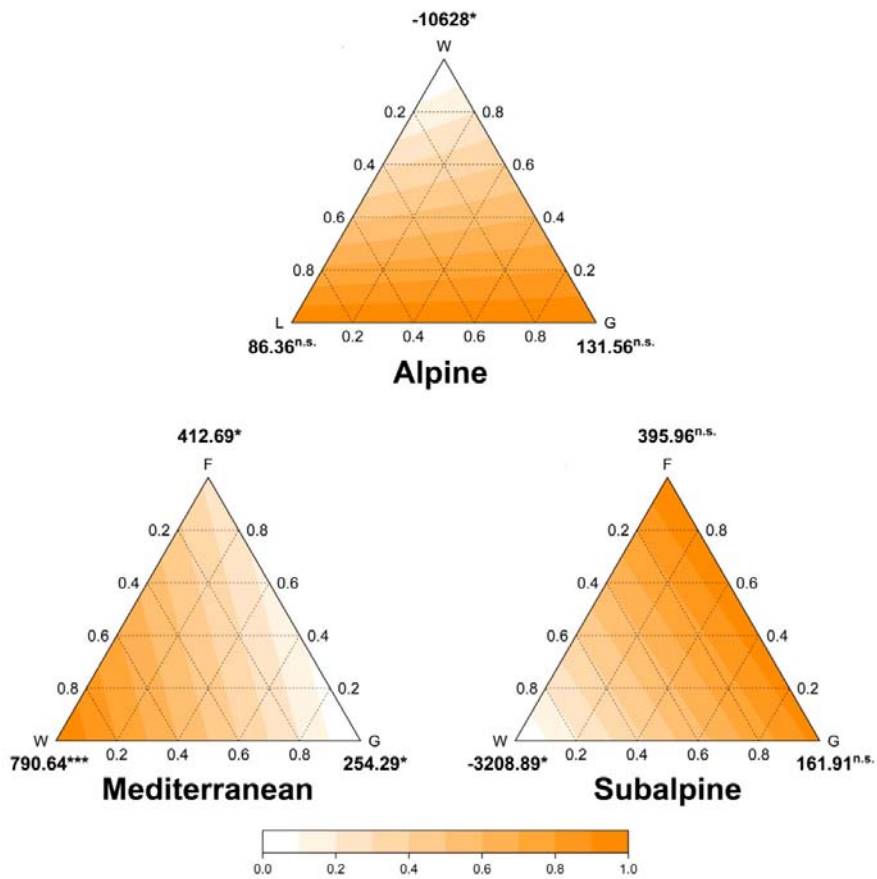 -10628*
W
0.2 0.8
0.4 0.6
0.6 0.4
0.8 0.2
L G
0.2 0.4 0.6 0.8
86.36n.s. 131.56n.s.
Alpine
412.69* 395.96n.s.
F F
0.2 0.8 0.2 0.8
0.4 0.6 0.4 0.6
0.6 0.4 0.6 0.4
0.8 0.2 0.8 0.2
W G W G
0.2 0.4 0.6 0.8 0.2 0.4 0.6 0.8
790.64*** 254.29* -3208.89* 161.91n.s.
Mediterranean Subalpine
0.0 0.2 0.4 0.6 0.8 1.0